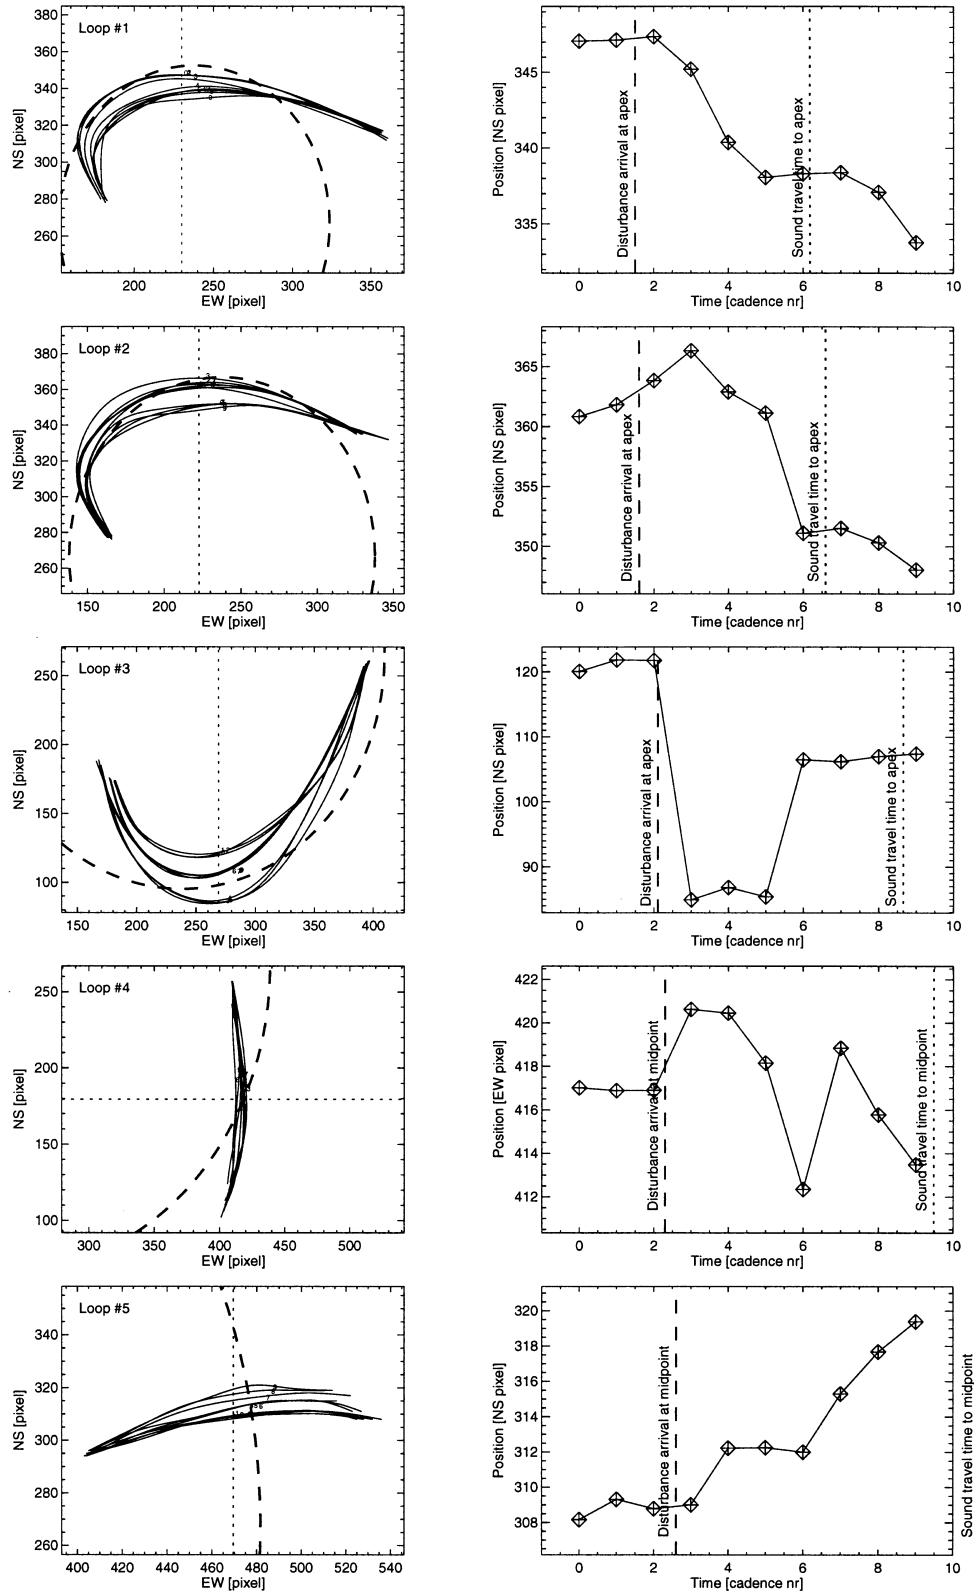 Loop #1
NS [pixel]
380
360
340
320
300
280
260
200
250
300
350
EW [pixel]
Position [NS pixel]
345
340
335
Disturbance arrival at apex
Sound travel time to apex
0 2 4 6 8 10
Time [cadence nr]
Loop #2
NS [pixel]
380
360
340
320
300
280
260
150 200 250 300 350
EW [pixel]
Position [NS pixel]
365
360
355
350
Disturbance arrival at apex
Sound travel time to apex
0 2 4 6 8 10
Time [cadence nr]
Loop #3
NS [pixel]
250
200
150
100
150 200 250 300 350 400
EW [pixel]
Position [NS pixel]
120
110
100
90
Disturbance arrival at apex
Sound travel time to apex
0 2 4 6 8 10
Time [cadence nr]
Loop #4
NS [pixel]
250
200
150
100
300 350 400 450 500
EW [pixel]
Position [EW pixel]
422
420
418
416
414
412
Disturbance arrival at midpoint
Sound travel time to midpoint
0 2 4 6 8 10
Time [cadence nr]
Loop #5
NS [pixel]
340
320
300
280
260
400 420 440 460 480 500 520 540
EW [pixel]
Position [NS pixel]
320
318
316
314
312
310
308
Disturbance arrival at midpoint
Sound travel time to midpoint
0 2 4 6 8 10
Time [cadence nr]